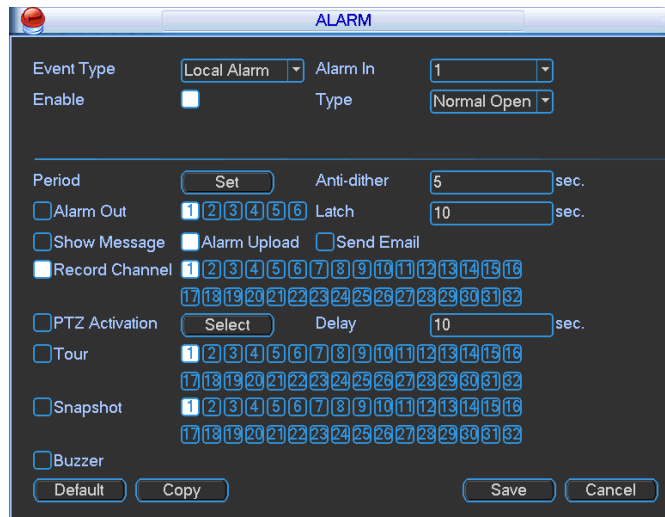 ALARM
Event Type Local Alarm Alarm In 1
Enable Type Normal Open
Period Set Anti-dither 5 sec.
Alarm Out 1 2 3 4 5 6 Latch 10 sec.
Show Message Alarm Upload Send Email
Record Channel 1 2 3 4 5 6 7 8 9 10 11 12 13 14 15 16
17 18 19 20 21 22 23 24 25 26 27 28 29 30 31 32
PTZ Activation Select Delay 10 sec.
Tour 1 2 3 4 5 6 7 8 9 10 11 12 13 14 15 16
17 18 19 20 21 22 23 24 25 26 27 28 29 30 31 32
Snapshot 1 2 3 4 5 6 7 8 9 10 11 12 13 14 15 16
17 18 19 20 21 22 23 24 25 26 27 28 29 30 31 32
Buzzer
Default Copy Save Cancel